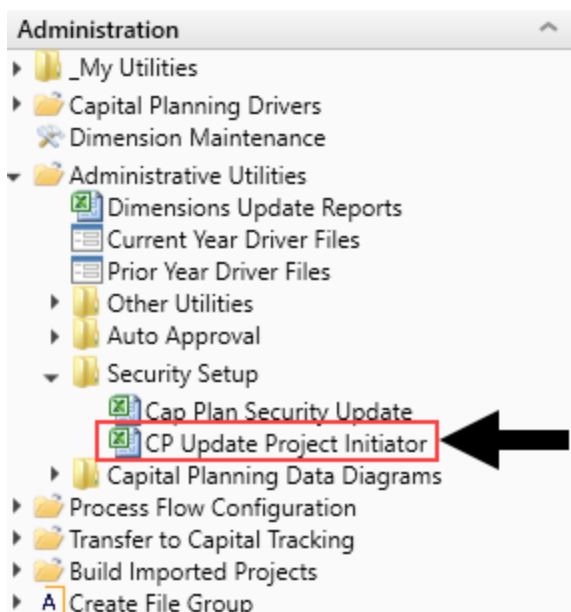 Administration
_My Utilities
Capital Planning Drivers
Dimension Maintenance
Administrative Utilities
Dimensions Update Reports
Current Year Driver Files
Prior Year Driver Files
Other Utilities
Auto Approval
Security Setup
Cap Plan Security Update
CP Update Project Initiator
Capital Planning Data Diagrams
Process Flow Configuration
Transfer to Capital Tracking
Build Imported Projects
A Create File Group